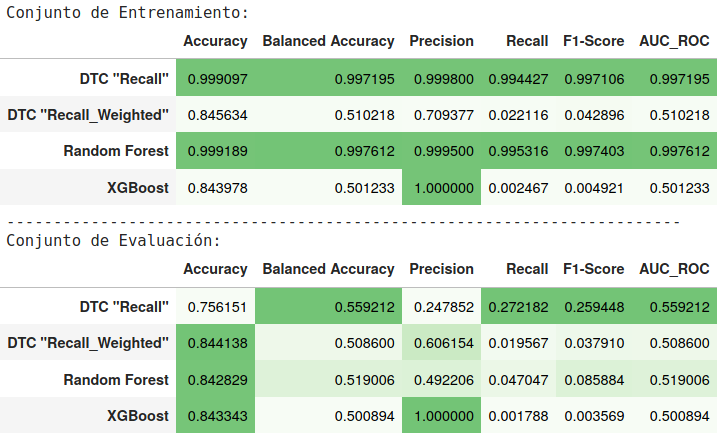 Conjunto de Entrenamiento:
Accuracy Balanced Accuracy Precision Recall F1-Score AUC_ROC
DTC "Recall" 0.999097 0.997195 0.999800 0.994427 0.997106 0.997195
DTC "Recall_Weighted" 0.845634 0.510218 0.709377 0.022116 0.042896 0.510218
Random Forest 0.999189 0.997612 0.999500 0.995316 0.997403 0.997612
XGBoost 0.843978 0.501233 1.000000 0.002467 0.004921 0.501233
------------------------------------------------------------------------
Conjunto de Evaluación:
Accuracy Balanced Accuracy Precision Recall F1-Score AUC_ROC
DTC "Recall" 0.756151 0.559212 0.247852 0.272182 0.259448 0.559212
DTC "Recall_Weighted" 0.844138 0.508600 0.606154 0.019567 0.037910 0.508600
Random Forest 0.842829 0.519006 0.492206 0.047047 0.085884 0.519006
XGBoost 0.843343 0.500894 1.000000 0.001788 0.003569 0.500894